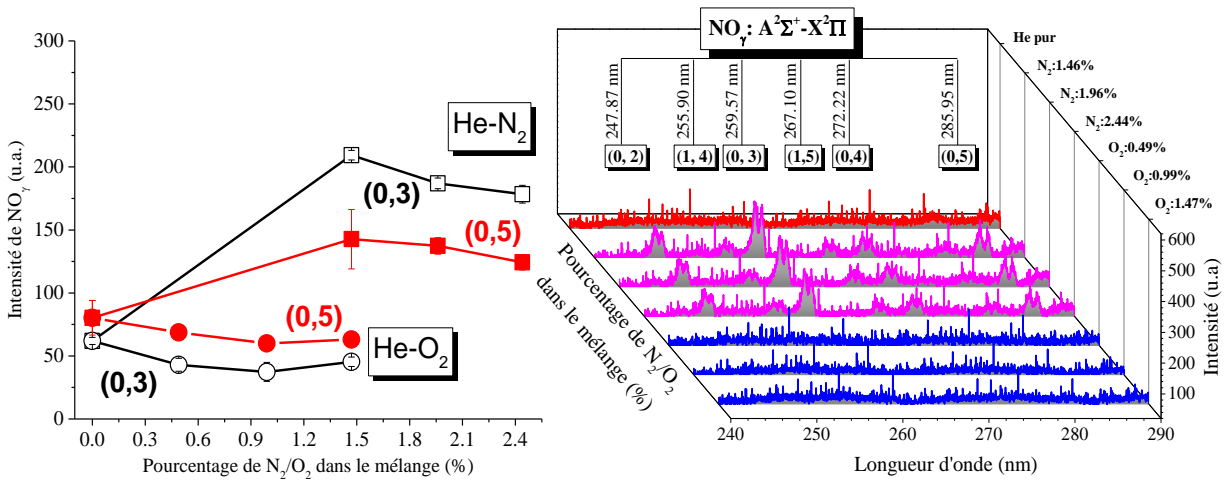 300
250
200
150
100
50
0
Intensité de NOγ (u.a.)
He-N₂
(0,3)
(0,5)
(0,5)
He-O₂
(0,3)
0.0 0.3 0.6 0.9 1.2 1.5 1.8 2.1 2.4
Pourcentage de N₂/O₂ dans le mélange (%)
NOγ: A²Σ⁺-X²Π
247.87 nm
255.90 nm
259.57 nm
267.10 nm
272.22 nm
285.95 nm
(0, 2) (1, 4) (0, 3) (1,5) (0,4) (0,5)
He pur
N₂:1.46%
N₂:1.96%
N₂:2.44%
O₂:0.49%
O₂:0.99%
O₂:1.47%
Pourcentage de N₂/O₂
dans le mélange (%)
600
500
400
300
200
100
Intensité (u.a)
240 250 260 270 280 290
Longueur d'onde (nm)